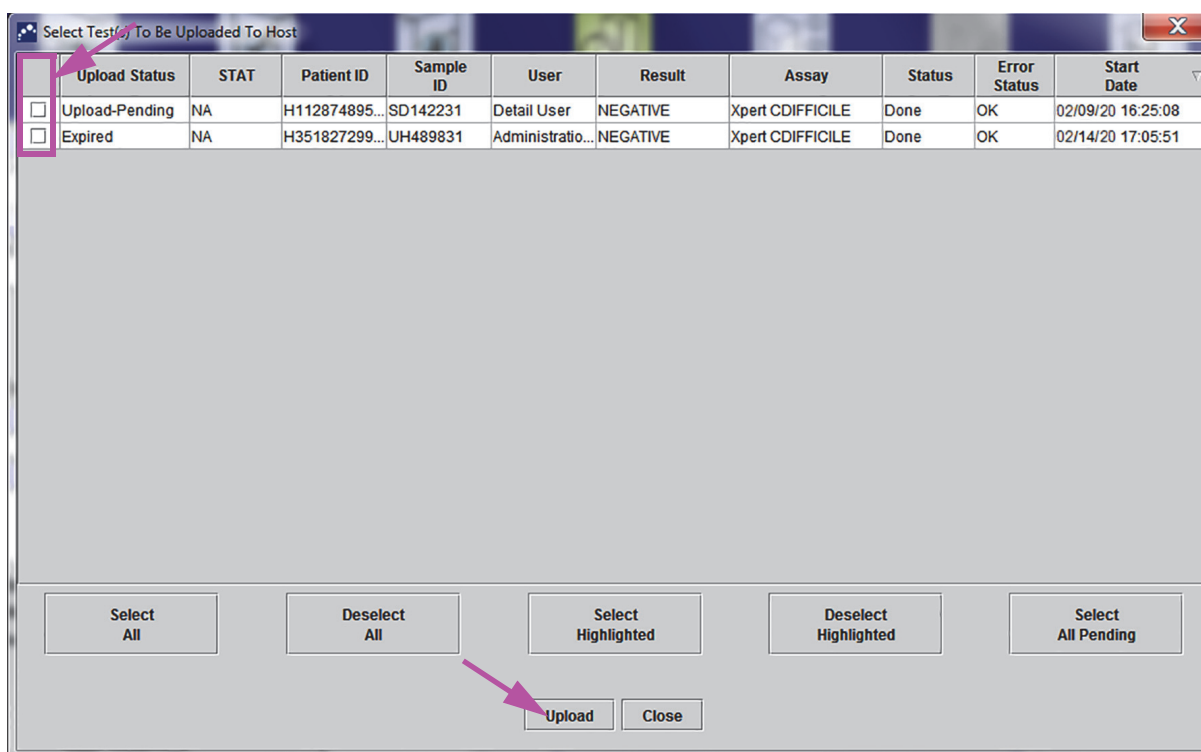 Select Test(s) To Be Uploaded To Host
X
Upload Status STAT Patient ID Sample ID User Result Assay Status Error Status Start Date
Upload-Pending NA H112874895... SD142231 Detail User NEGATIVE Xpert CDIFFICILE Done OK 02/09/20 16:25:08
Expired NA H351827299... UH489831 Administratio... NEGATIVE Xpert CDIFFICILE Done OK 02/14/20 17:05:51
Select All Deselect All Select Highlighted Deselect Highlighted Select All Pending
Upload Close